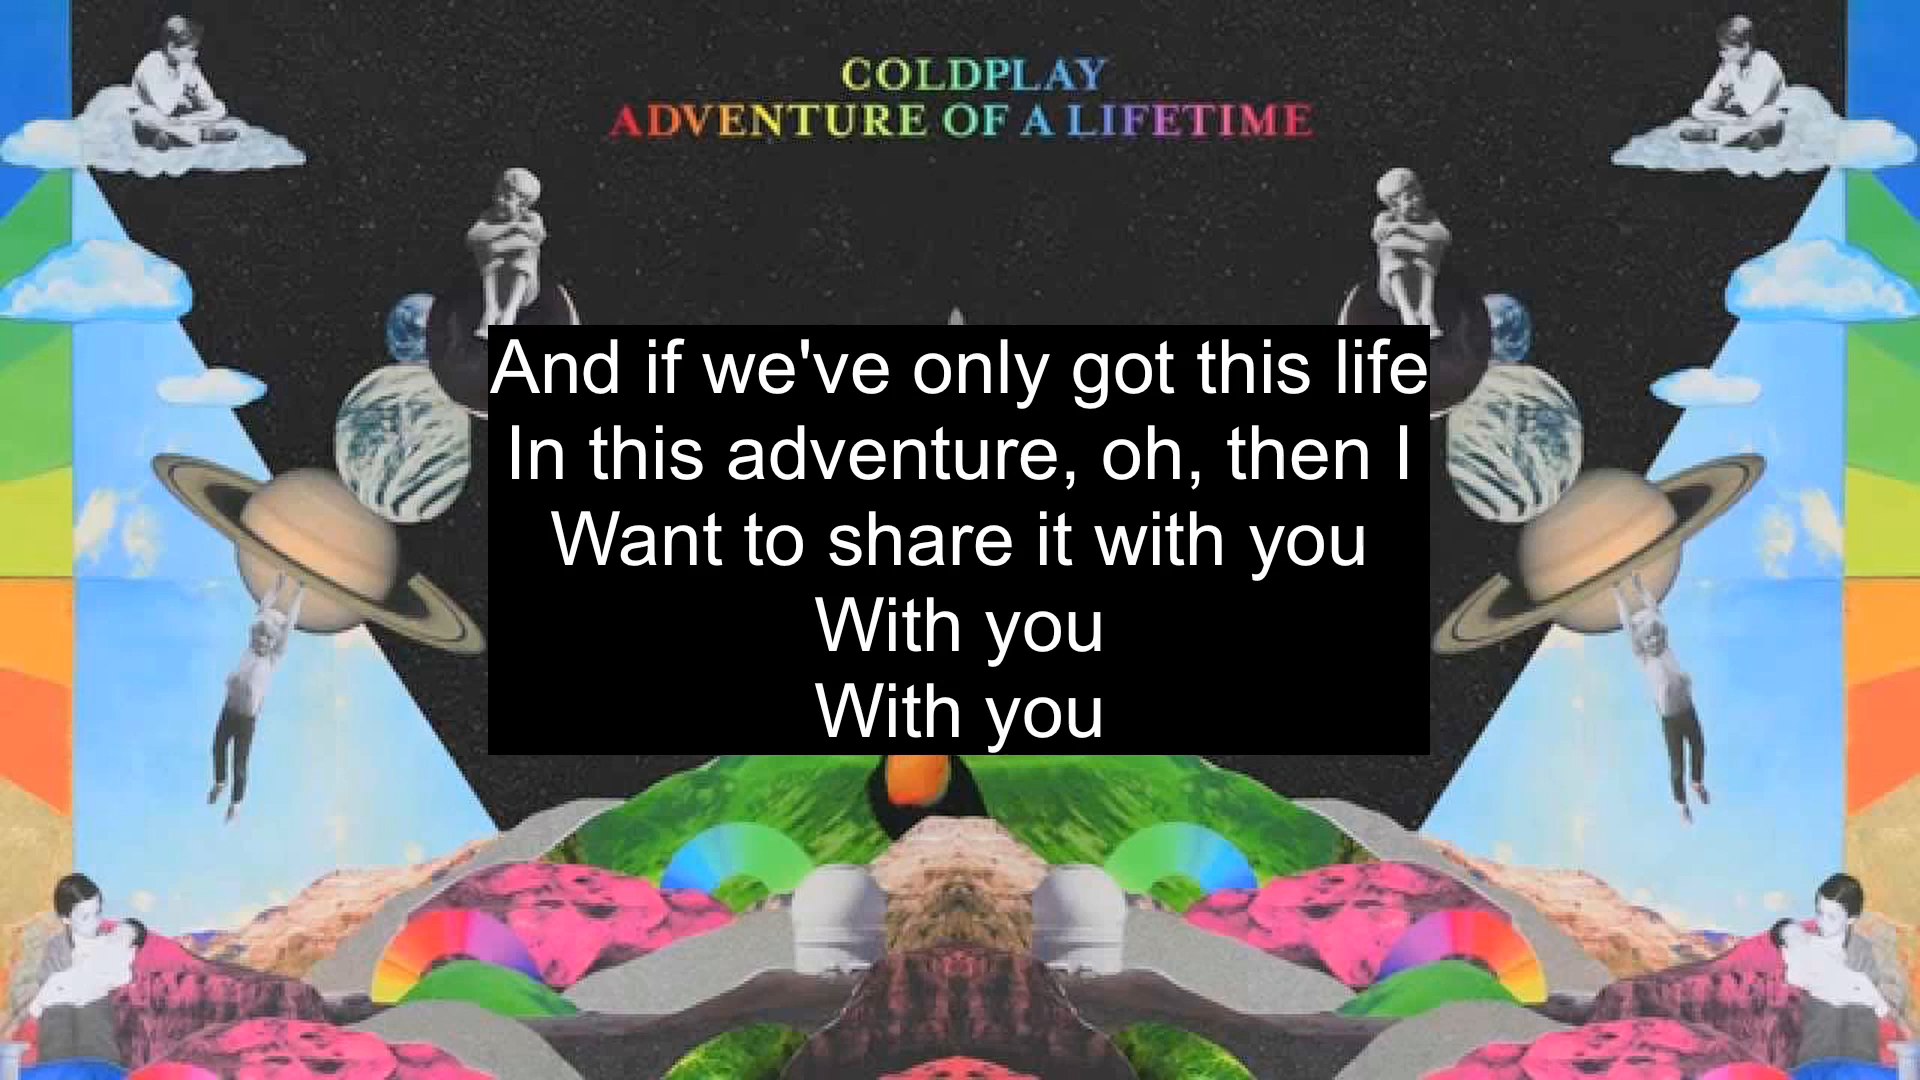 COLDPLAY
ADVENTURE OF A LIFETIME
And if we've only got this life
In this adventure, oh, then I
Want to share it with you
With you
With you